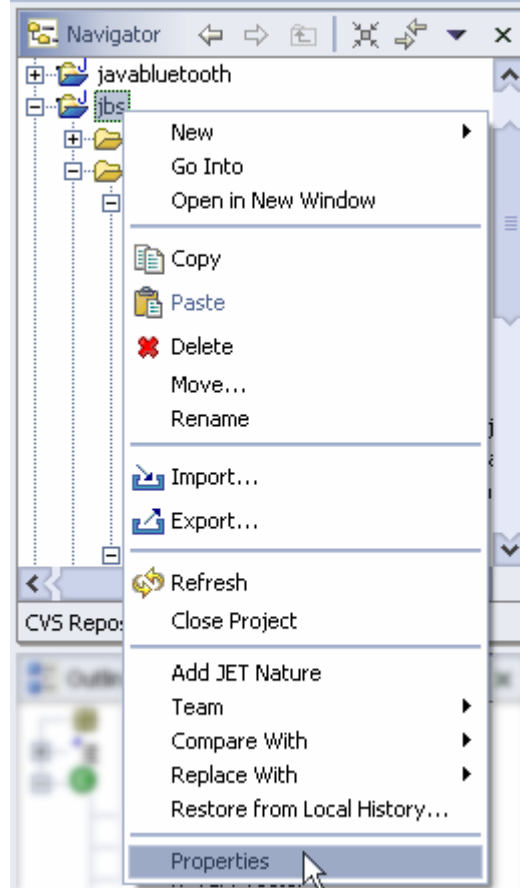 Navigator
javabluetooth
jbs
New
Go Into
Open in New Window
Copy
Paste
Delete
Move...
Rename
Import...
Export...
Refresh
Close Project
CVS Repo
Add JET Nature
Team
Compare With
Replace With
Restore from Local History...
Properties